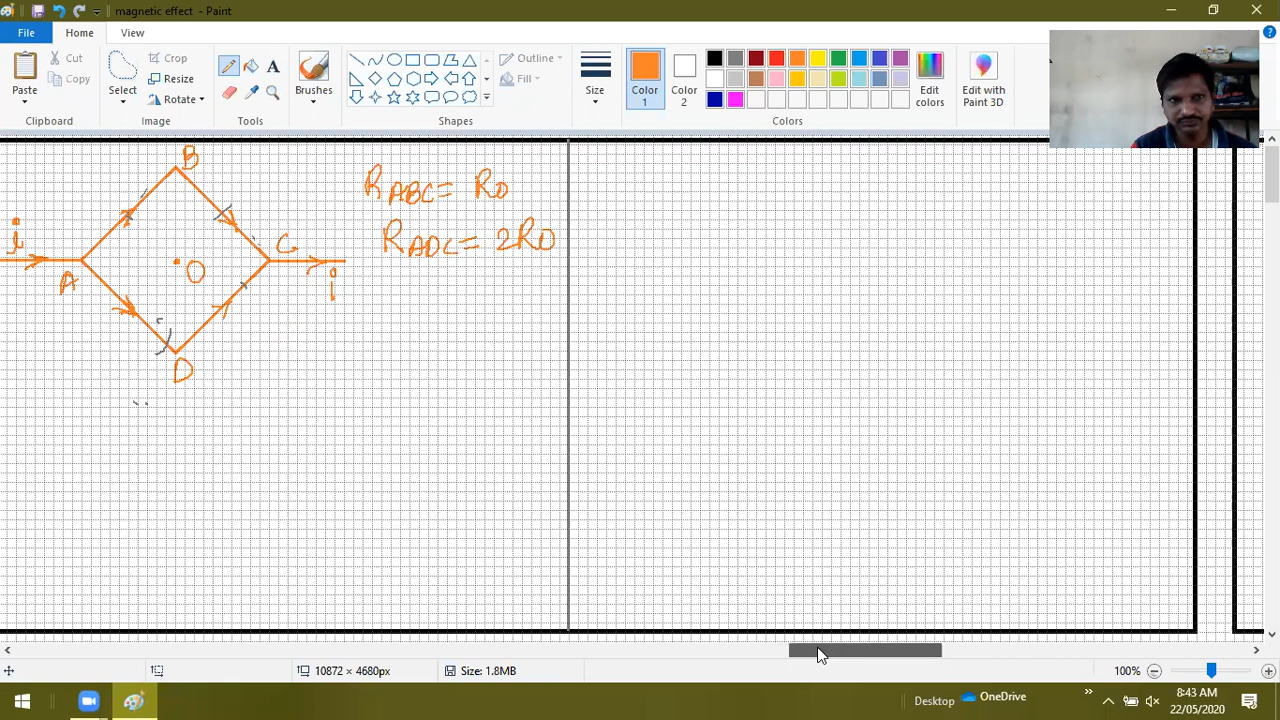 magnetic effect - Paint
File
Home
View
Paste
Cut
Copy
Clipboard
Select
Crop
Resize
Rotate
Image
Tools
Brushes
Shapes
Outline
Fill
Size
Color 1
Color 2
Edit colors
Edit with Paint 3D
Colors
B
R ABC = R0
i
C
R ADC = 2R0
A
O
i
D
10872 × 4680px
Size: 1.8MB
100%
Desktop
OneDrive
8:43 AM
22/05/2020